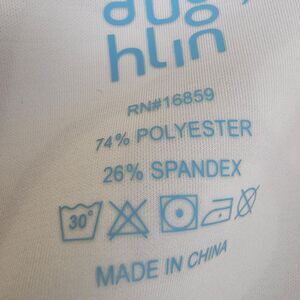 hlin
RN#16859
74% POLYESTER
26% SPANDEX
30°
MADE IN CHINA